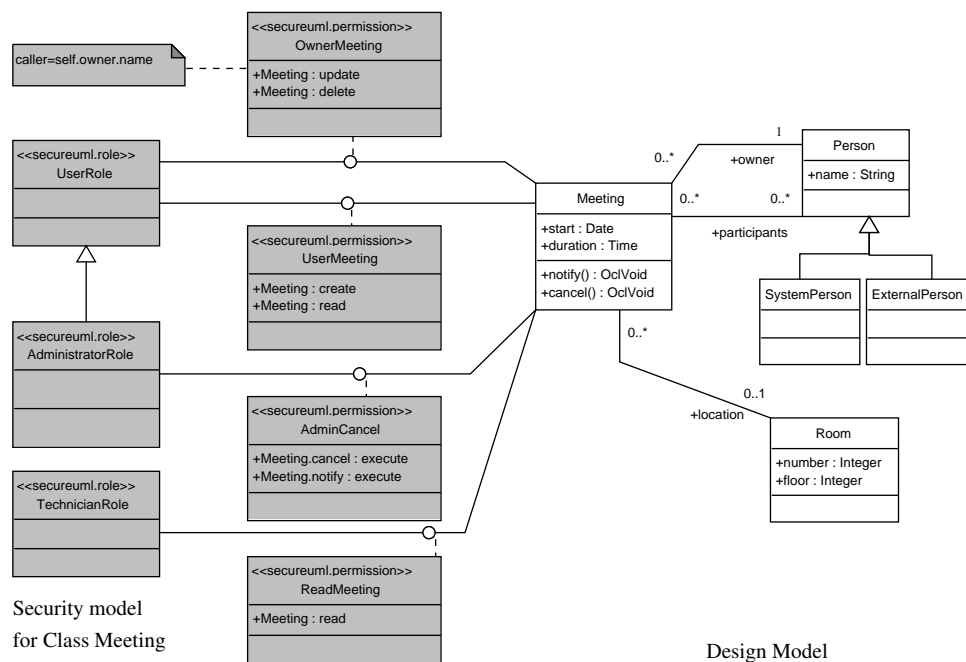 <<secureuml.permission>>
OwnerMeeting
+Meeting : update
+Meeting : delete
caller=self.owner.name
<<secureuml.role>>
UserRole
<<secureuml.permission>>
UserMeeting
+Meeting : create
+Meeting : read
<<secureuml.role>>
AdministratorRole
<<secureuml.permission>>
AdminCancel
+Meeting.cancel : execute
+Meeting.notify : execute
<<secureuml.role>>
TechnicianRole
<<secureuml.permission>>
ReadMeeting
+Meeting : read
Security model
for Class Meeting
Meeting
+start : Date
+duration : Time
+notify() : OclVoid
+cancel() : OclVoid
0..*
1
+owner
0..*
0..*
+participants
Person
+name : String
SystemPerson
ExternalPerson
0..*
0..1
+location
Room
+number : Integer
+floor : Integer
Design Model